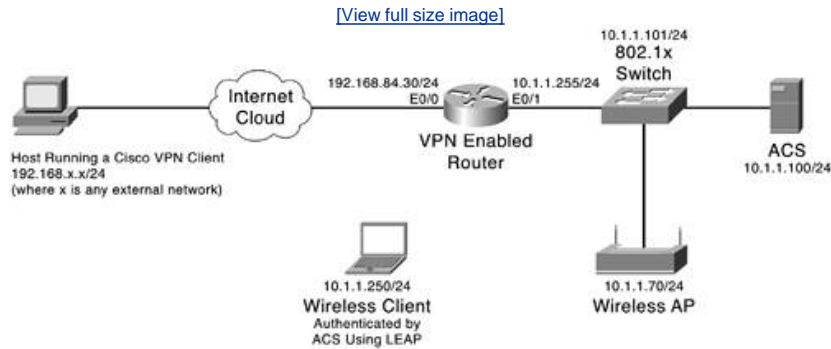 [View full size image]
10.1.1.101/24
802.1x
Switch
192.168.84.30/24
E0/0
10.1.1.255/24
E0/1
Internet
Cloud
VPN Enabled
Router
ACS
10.1.1.100/24
Host Running a Cisco VPN Client
192.168.x.x/24
(where x is any external network)
10.1.1.250/24
Wireless Client
Authenticated by
ACS Using LEAP
10.1.1.70/24
Wireless AP